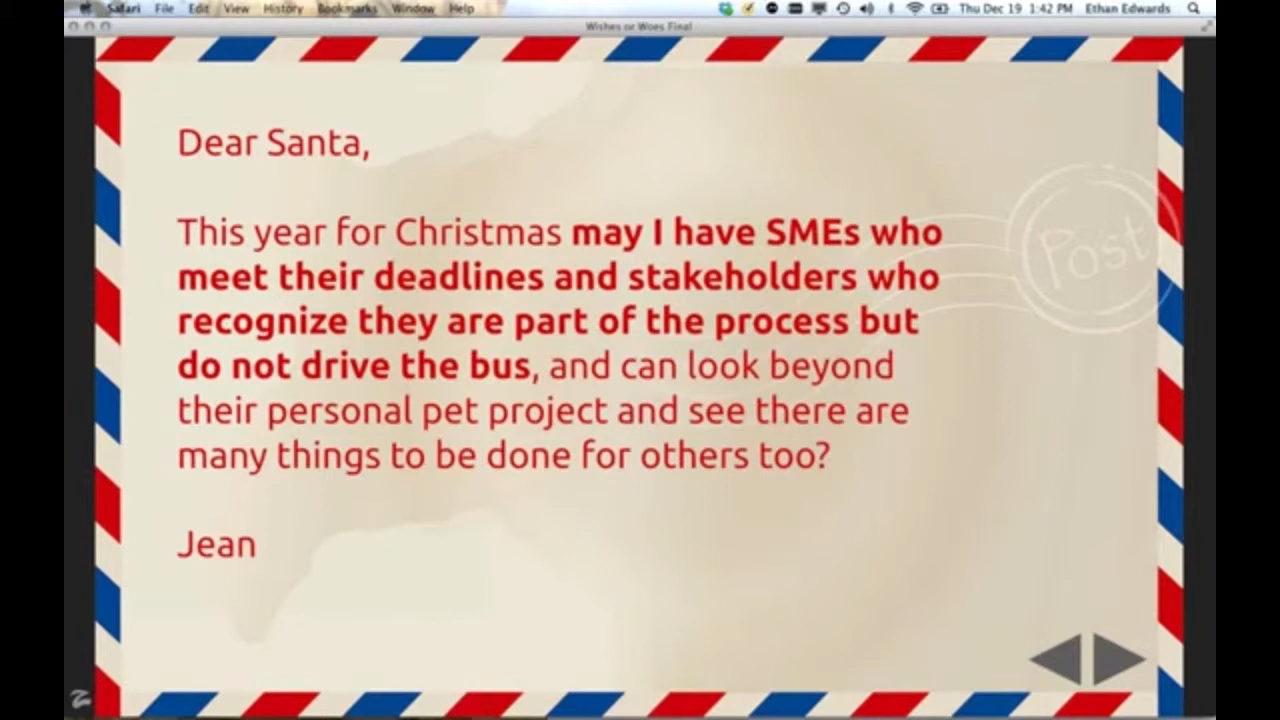 Safari File Edit View History Bookmarks Window Help Thu Dec 19 1:42 PM Ethan Edwards
Wishes or Woes Final
Dear Santa,
This year for Christmas may I have SMEs who
meet their deadlines and stakeholders who
recognize they are part of the process but
do not drive the bus, and can look beyond
their personal pet project and see there are
many things to be done for others too?
Jean
Post